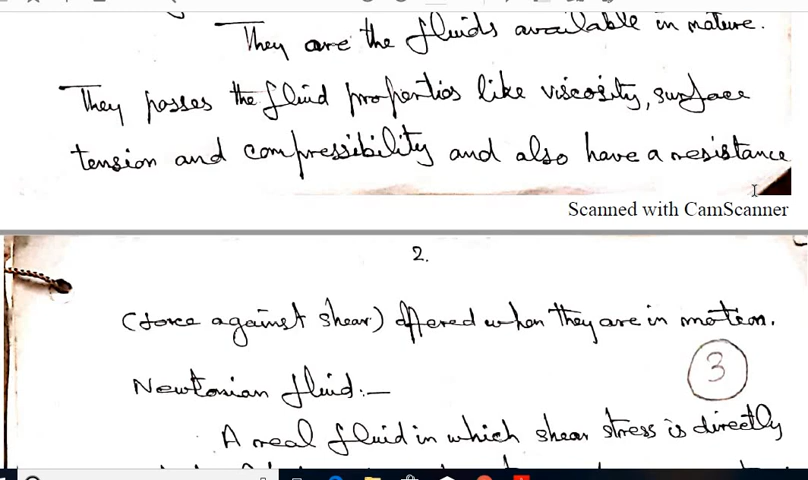 They are the fluids available in nature.
They posses the fluid properties like viscosity, surface
tension and compressibility and also have a resistance
Scanned with CamScanner
2.
(force against shear) offered when they are in motion.
3
Newtonian fluid:-
A real fluid in which shear stress is directly